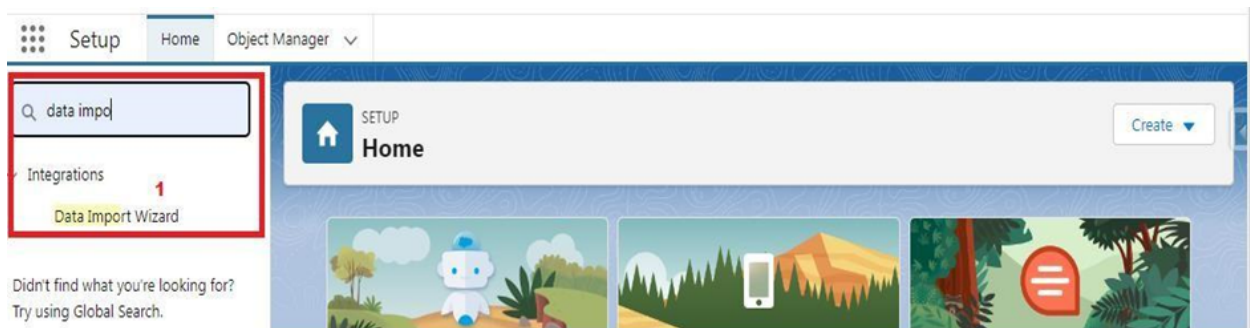 Setup Home Object Manager
data impo
SETUP
Home
Create
Integrations
1
Data Import Wizard
Didn't find what you're looking for?
Try using Global Search.